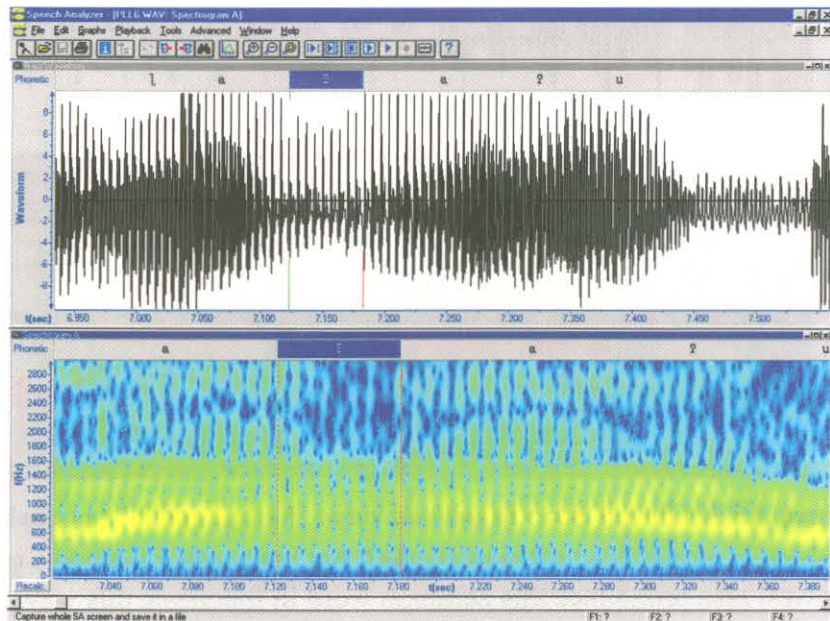 Speech Analyzer - [PLL6.WAV: Spectrogram A]
File Edit Graphs Playback Tools Advanced Window Help
Phonetic l a ʔ a ʔ u
Waveform
8
6
4
2
0
-2
-4
-6
-8
t(sec) 6.950 7.000 7.050 7.100 7.150 7.200 7.250 7.300 7.350 7.400 7.450 7.500
Phonetic a ʔ a ʔ u
f(Hz)
2800
2400
2200
2000
1800
1600
1400
1200
1000
800
600
400
200
0
Recalc. 7.040 7.060 7.080 7.100 7.120 7.140 7.160 7.180 t(sec) 7.220 7.240 7.260 7.280 7.300 7.320 7.340 7.360 7.380
Capture whole SA screen and save it in a file F1: ? F2: ? F3: ? F4: ?